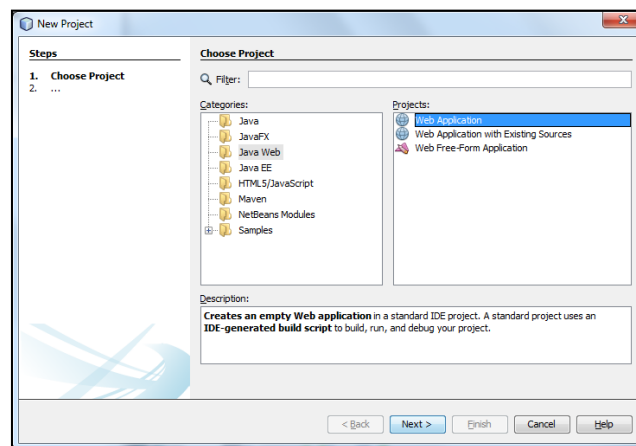 New Project
Steps
1. Choose Project
2. ...
Choose Project
Filter:
Categories:
Java
JavaFX
Java Web
Java EE
HTML5/JavaScript
Maven
NetBeans Modules
Samples
Projects:
Web Application
Web Application with Existing Sources
Web Free-Form Application
Description:
Creates an empty Web application in a standard IDE project. A standard project uses an
IDE-generated build script to build, run, and debug your project.
< Back
Next >
Finish
Cancel
Help